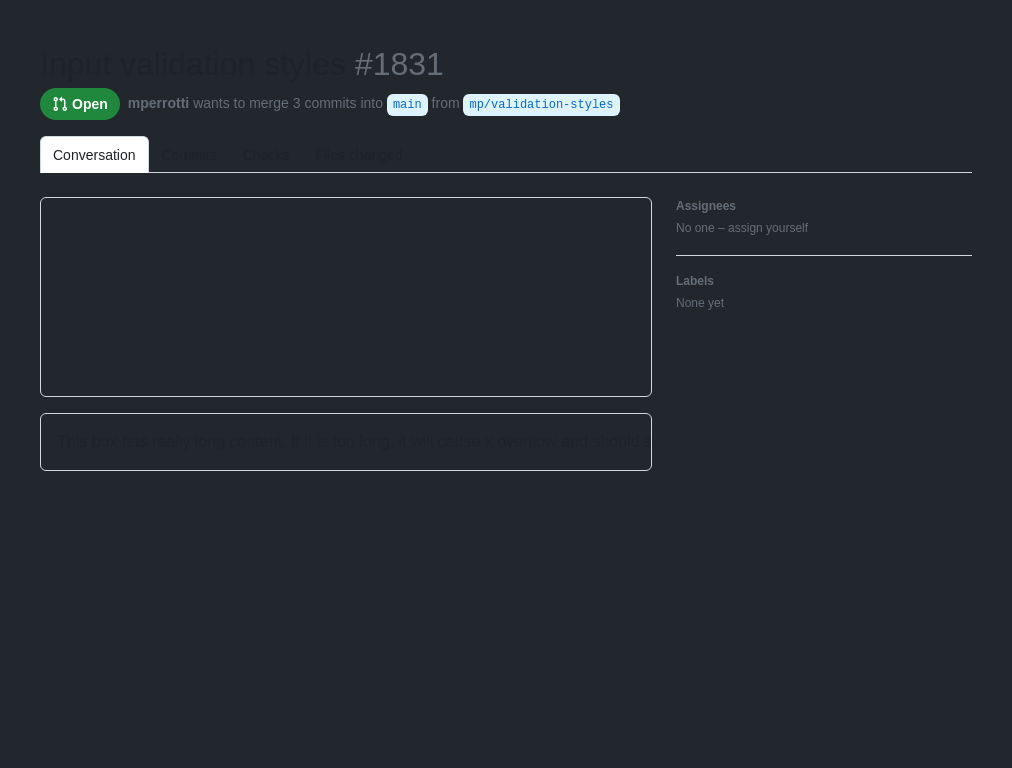 Input validation styles #1831
Open mperrotti wants to merge 3 commits into main from mp/validation-styles
Conversation Commits Checks Files changed
Assignees
No one – assign yourself
Labels
None yet
This box has really long content. If it is too long, it will cause x overflow and should